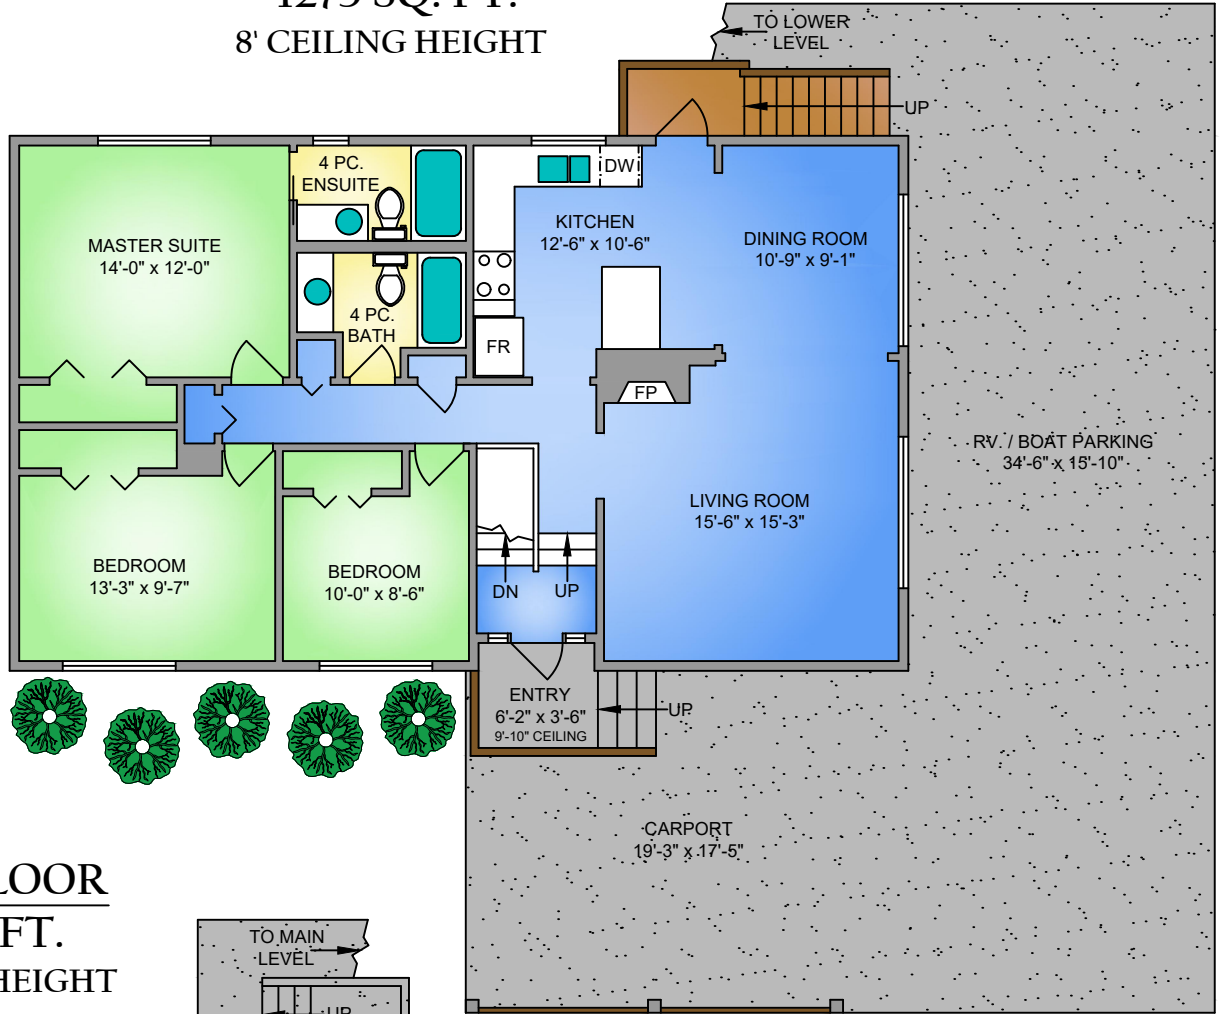 8' CEILING HEIGHT
TO LOWER
LEVEL
UP
4 PC.
ENSUITE
DW
MASTER SUITE
14'-0" x 12'-0"
KITCHEN
12'-6" x 10'-6"
DINING ROOM
10'-9" x 9'-1"
4 PC.
BATH
FR
FP
RV. / BOAT PARKING
34'-6" x 15'-10"
LIVING ROOM
15'-6" x 15'-3"
BEDROOM
13'-3" x 9'-7"
BEDROOM
10'-0" x 8'-6"
DN
UP
ENTRY
6'-2" x 3'-6"
9'-10" CEILING
UP
CARPORT
19'-3" x 17'-5"
LOOR
FT.
HEIGHT
TO MAIN
LEVEL
UP